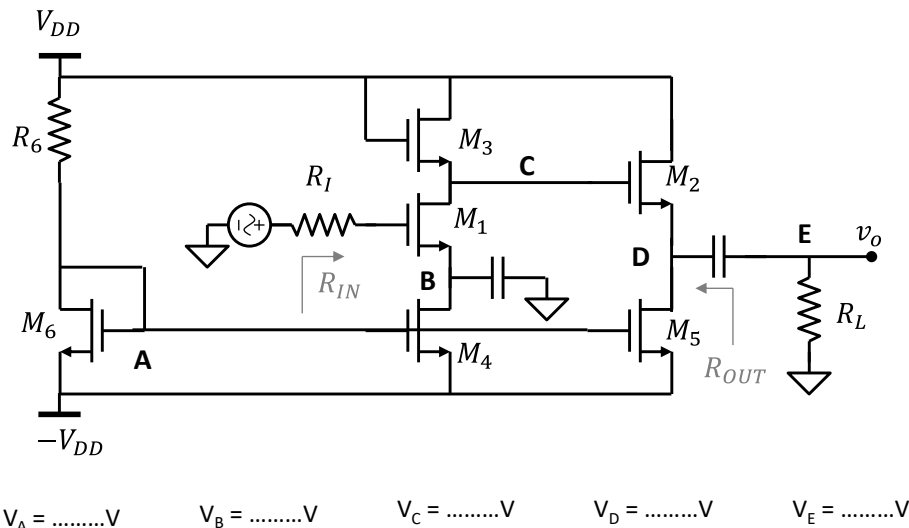 V_DD
R_6
M_3
C
R_I
M_2
M_1
E
v_o
D
R_IN
B
M_6
R_L
M_5
A
M_4
R_OUT
−V_DD
V_A = .........V V_B = .........V V_C = .........V V_D = .........V V_E = .........V